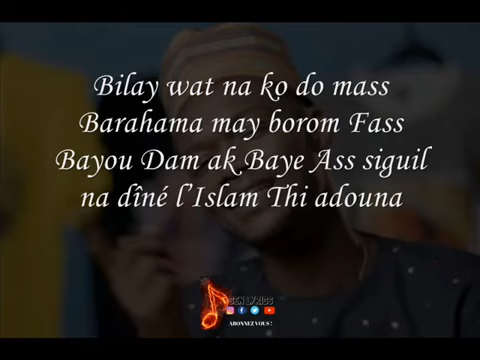 Bilay wat na ko do mass
Barahama may borom Fass
Bayou Dam ak Baye Ass siguil
na dîné l'Islam Thi adouna
SEN LYRICS
ABONNEZ VOUS !